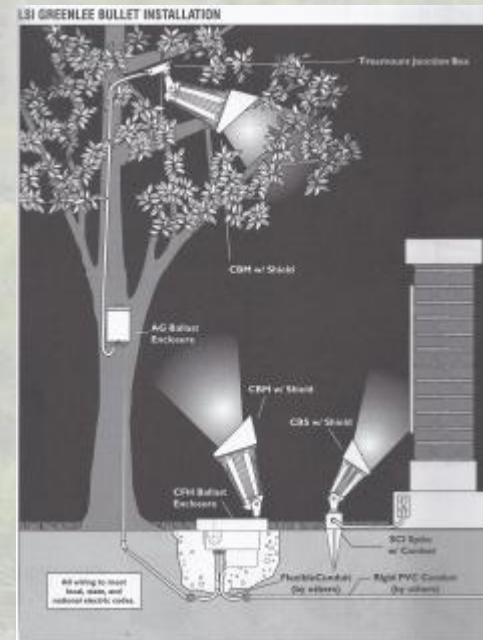 LSI GREENLEE BULLET INSTALLATION
Treemount Junction Box
CBM w/ Shield
AG Ballast
Enclosure
CBM w/ Shield
CBS w/ Shield
CFH Ballast
Enclosure
SCI Spike
w/ Conduit
Flexible Conduit
(by others)
Rigid PVC Conduit
(by others)
All wiring to meet
local, state, and
national electric codes.